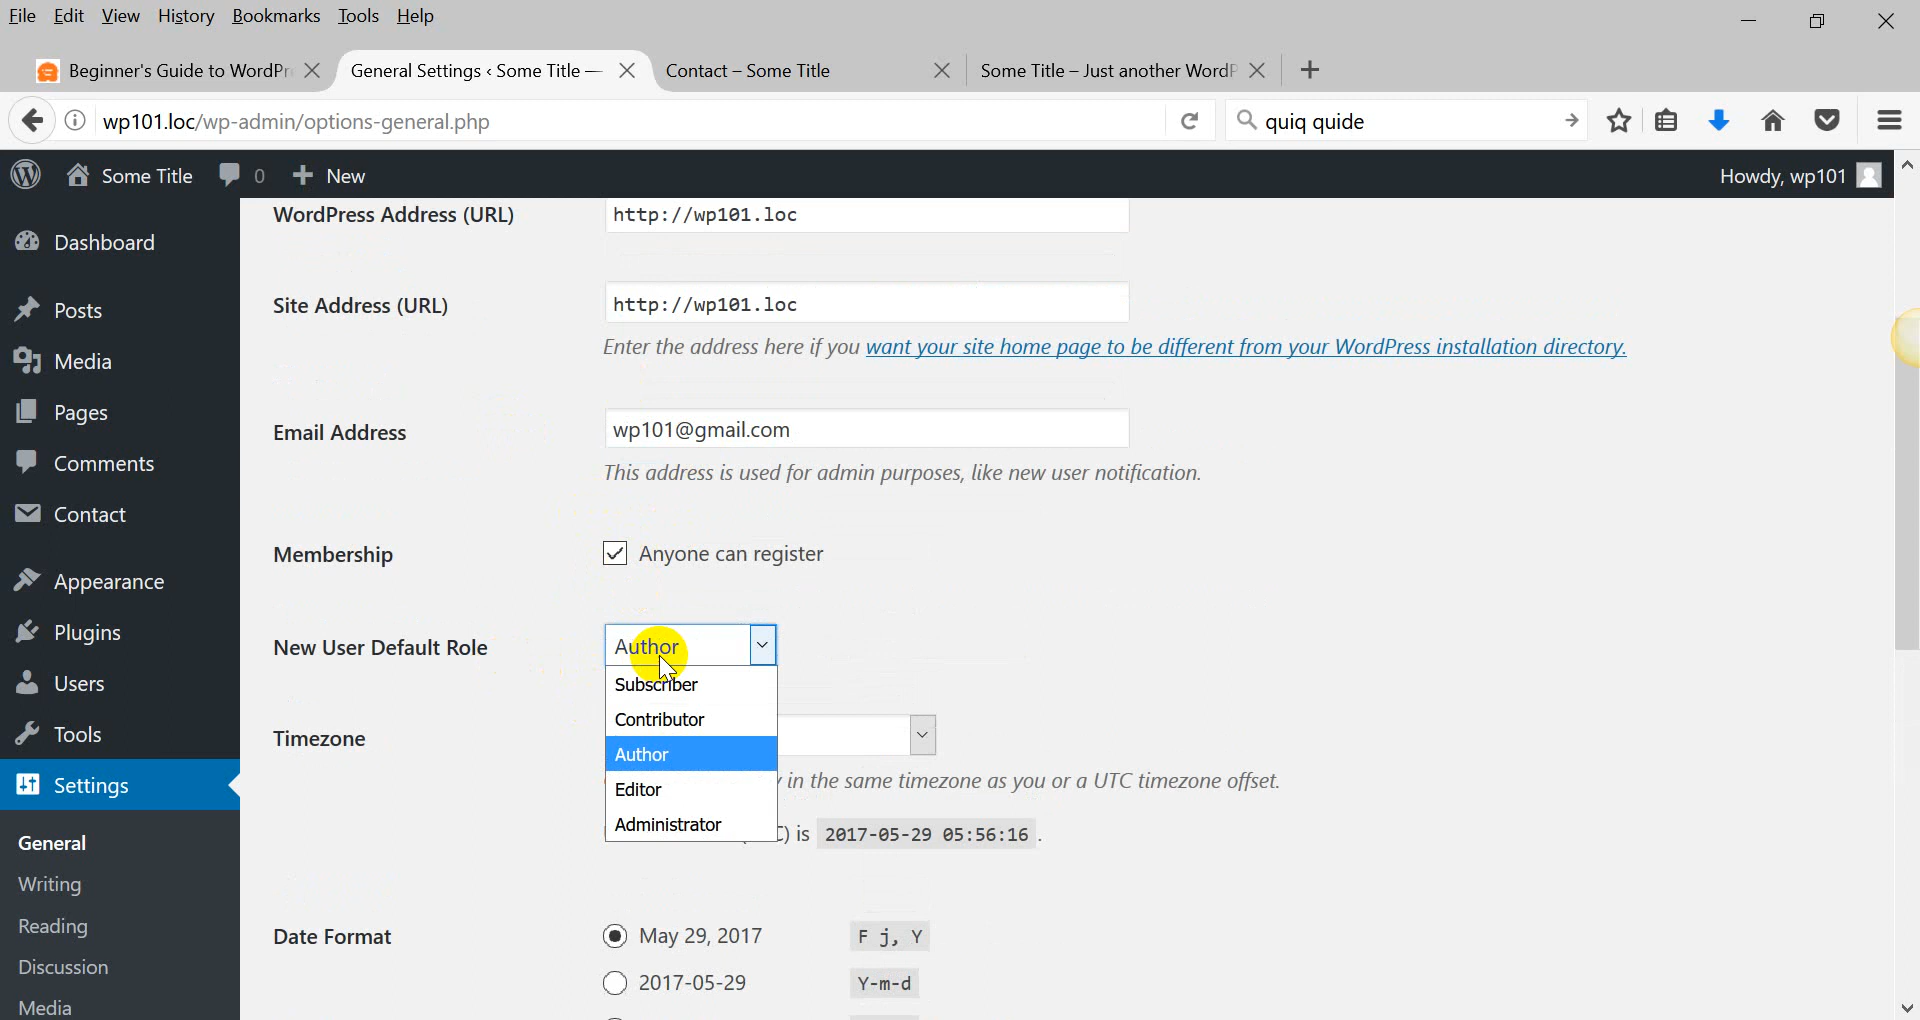 File Edit View History Bookmarks Tools Help
Beginner's Guide to WordPr
General Settings ‹ Some Title —
Contact – Some Title
Some Title – Just another WordP
wp101.loc/wp-admin/options-general.php
quiq quide
Some Title 0 New
Howdy, wp101
Dashboard
Posts
Media
Pages
Comments
Contact
Appearance
Plugins
Users
Tools
Settings
General
Writing
Reading
Discussion
Media
WordPress Address (URL) http://wp101.loc
Site Address (URL) http://wp101.loc
Enter the address here if you want your site home page to be different from your WordPress installation directory.
Email Address wp101@gmail.com
This address is used for admin purposes, like new user notification.
Membership Anyone can register
New User Default Role Author
Subscriber
Contributor
Author
Editor
Administrator
Timezone
in the same timezone as you or a UTC timezone offset.
C) is 2017-05-29 05:56:16 .
Date Format May 29, 2017 F j, Y
2017-05-29 Y-m-d